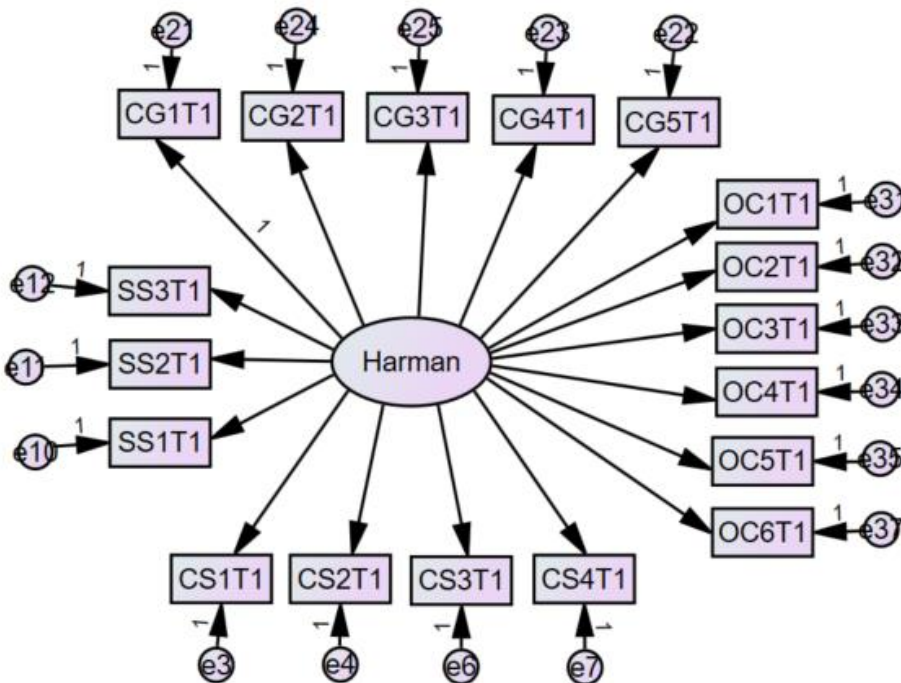 e21
e24
e25
e23
e22
1
1
1
1
1
CG1T1
CG2T1
CG3T1
CG4T1
CG5T1
1
OC1T1
1
e31
OC2T1
1
e32
OC3T1
1
e33
OC4T1
1
e34
OC5T1
1
e35
OC6T1
1
e37
e12
1
SS3T1
e11
1
SS2T1
e10
1
SS1T1
Harman
CS1T1
CS2T1
CS3T1
CS4T1
1
1
1
1
e3
e4
e6
e7